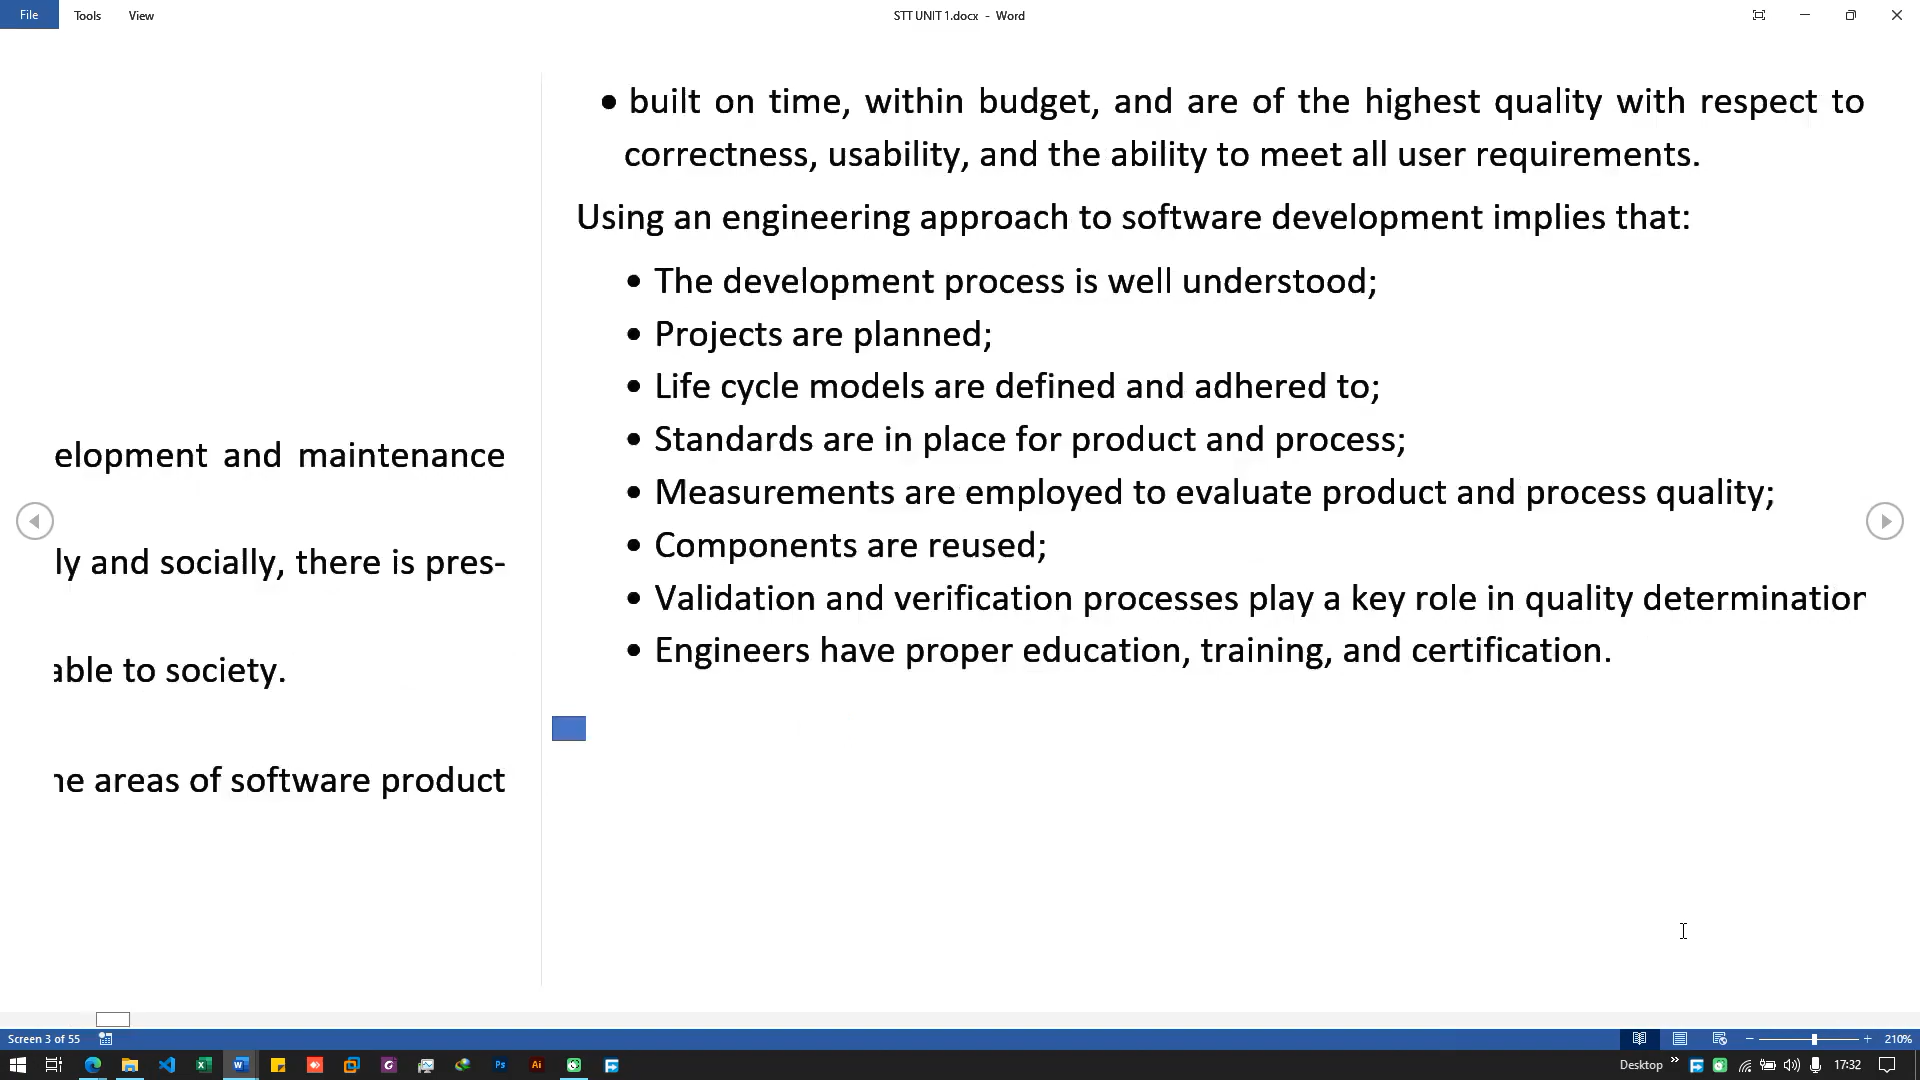 File Tools View STT UNIT 1.docx - Word
elopment and maintenance
ly and socially, there is pres-
able to society.
he areas of software product
• built on time, within budget, and are of the highest quality with respect to
correctness, usability, and the ability to meet all user requirements.
Using an engineering approach to software development implies that:
• The development process is well understood;
• Projects are planned;
• Life cycle models are defined and adhered to;
• Standards are in place for product and process;
• Measurements are employed to evaluate product and process quality;
• Components are reused;
• Validation and verification processes play a key role in quality determination
• Engineers have proper education, training, and certification.
Screen 3 of 55 210%
Desktop 17:32